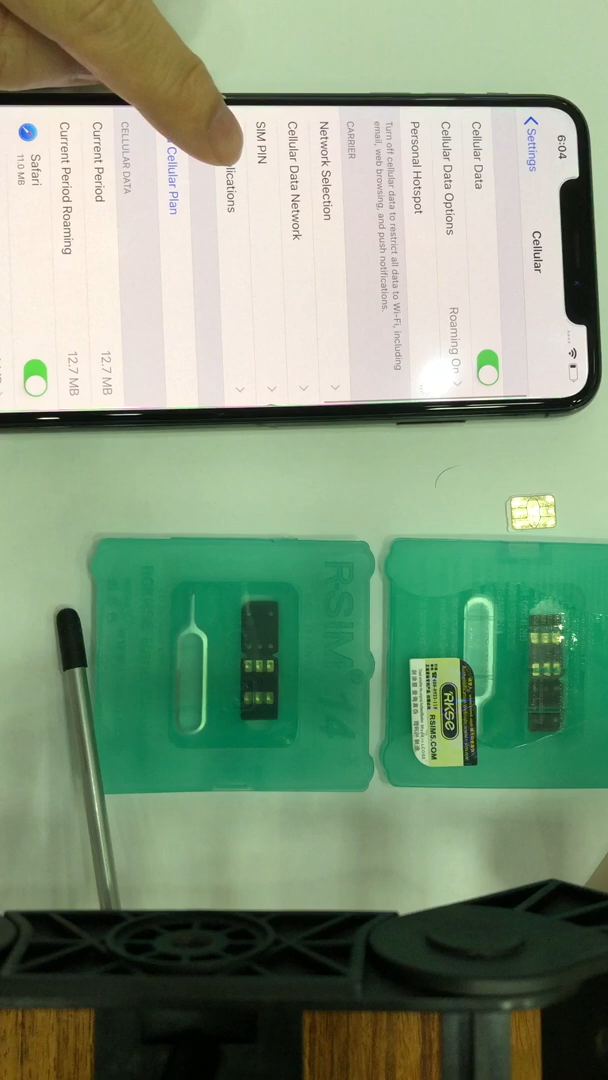 6:04
Settings
Cellular
Cellular Data
Cellular Data Options
Roaming On
Personal Hotspot
Turn off cellular data to restrict all data to Wi-Fi, including
email, web browsing, and push notifications.
CARRIER
Network Selection
Cellular Data Network
SIM PIN
lications
Cellular Plan
CELLULAR DATA
Current Period
12.7 MB
Current Period Roaming
12.7 MB
Safari
11.0 MB
R-SIM
14
RKSE
RSIM5.COM